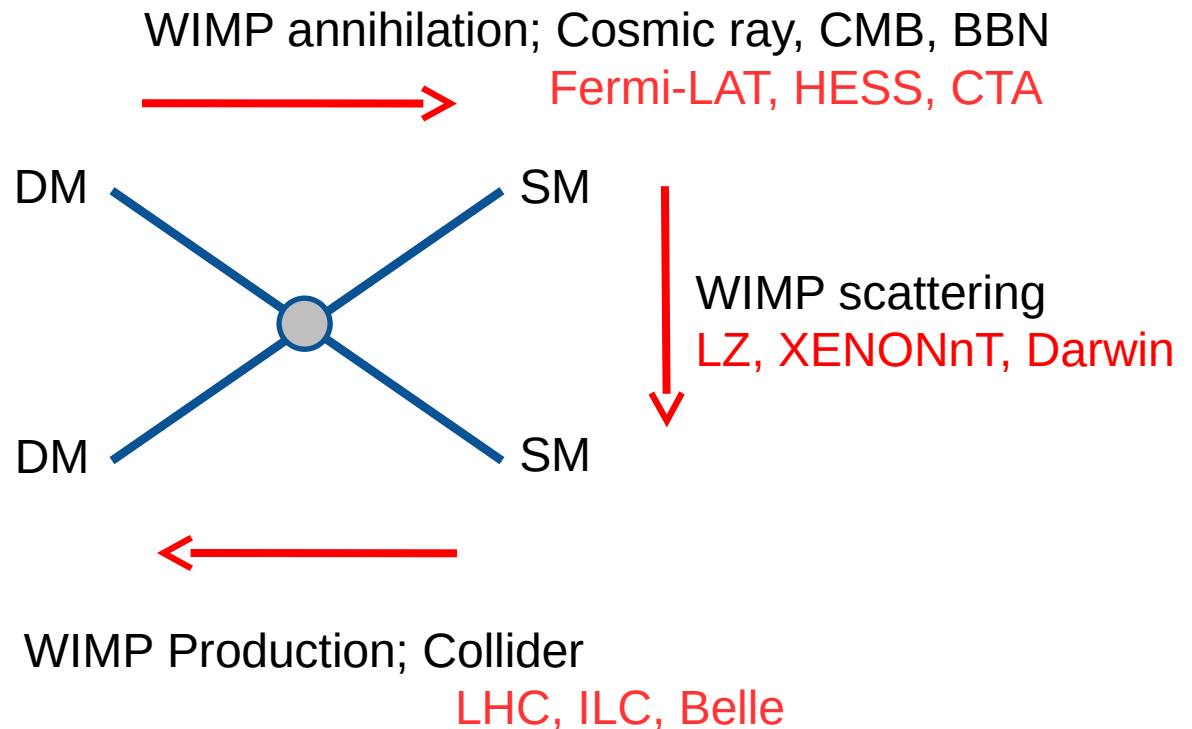 WIMP annihilation; Cosmic ray, CMB, BBN
Fermi-LAT, HESS, CTA
DM
SM
WIMP scattering
LZ, XENONnT, Darwin
DM
SM
WIMP Production; Collider
LHC, ILC, Belle